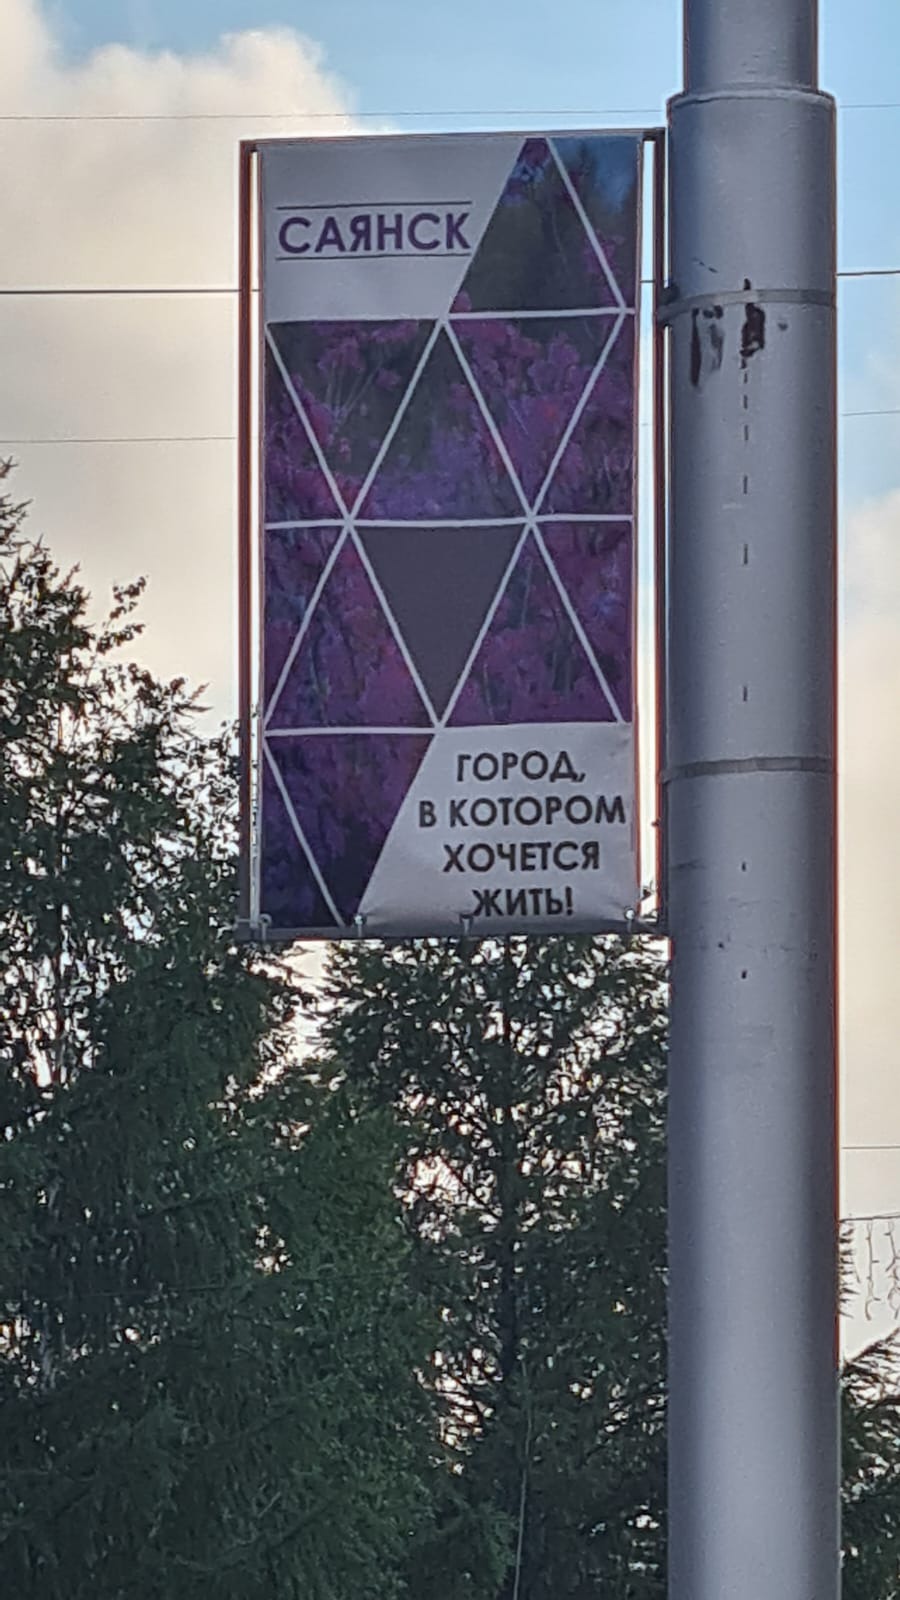 САЯНСК
ГОРОД,
В КОТОРОМ
ХОЧЕТСЯ
ЖИТЬ!